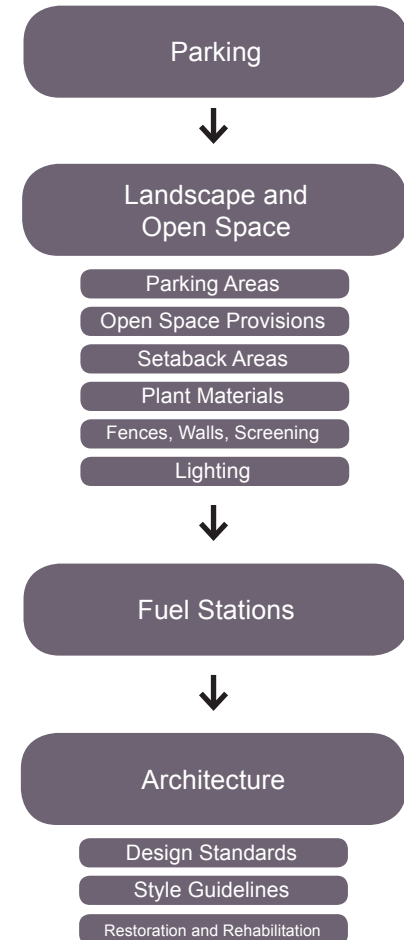 Parking
Landscape and
Open Space
Parking Areas
Open Space Provisions
Setaback Areas
Plant Materials
Fences, Walls, Screening
Lighting
Fuel Stations
Architecture
Design Standards
Style Guidelines
Restoration and Rehabilitation